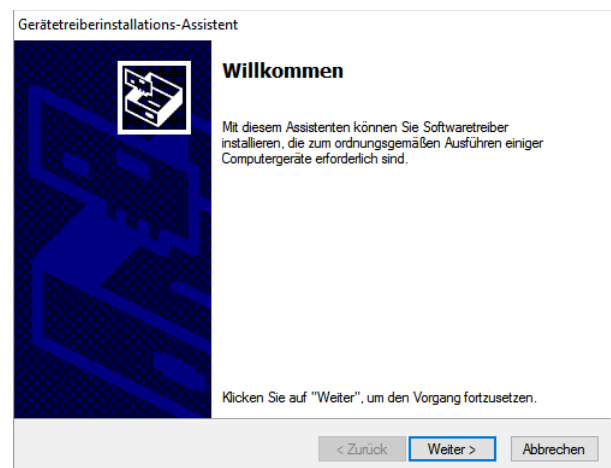 Gerätetreiberinstallations-Assistent
Willkommen
Mit diesem Assistenten können Sie Softwaretreiber
installieren, die zum ordnungsgemäßen Ausführen einiger
Computergeräte erforderlich sind.
Klicken Sie auf "Weiter", um den Vorgang fortzusetzen.
< Zurück Weiter > Abbrechen